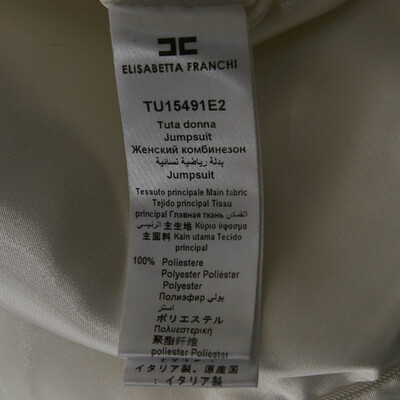 ELISABETTA FRANCHI
TU15491E2
Tuta donna
Jumpsuit
Женский комбинезон
بدلة رياضية نسائية
Jumpsuit
Tessuto principale Main fabric
Tejido principal Tissu
principal Главная ткань القماش
الرئيسي 主生地 Κύριο ύφασμα
主面料 Kain utama Tecido
principal
100% Poliestere
Polyester Poliéster
Polyester
Полиэфир بولي
إستر
ポリエステル
Πολυεστερική
聚酯纤维
poliester Poliéster
イタリア製、原産国
イタリア製